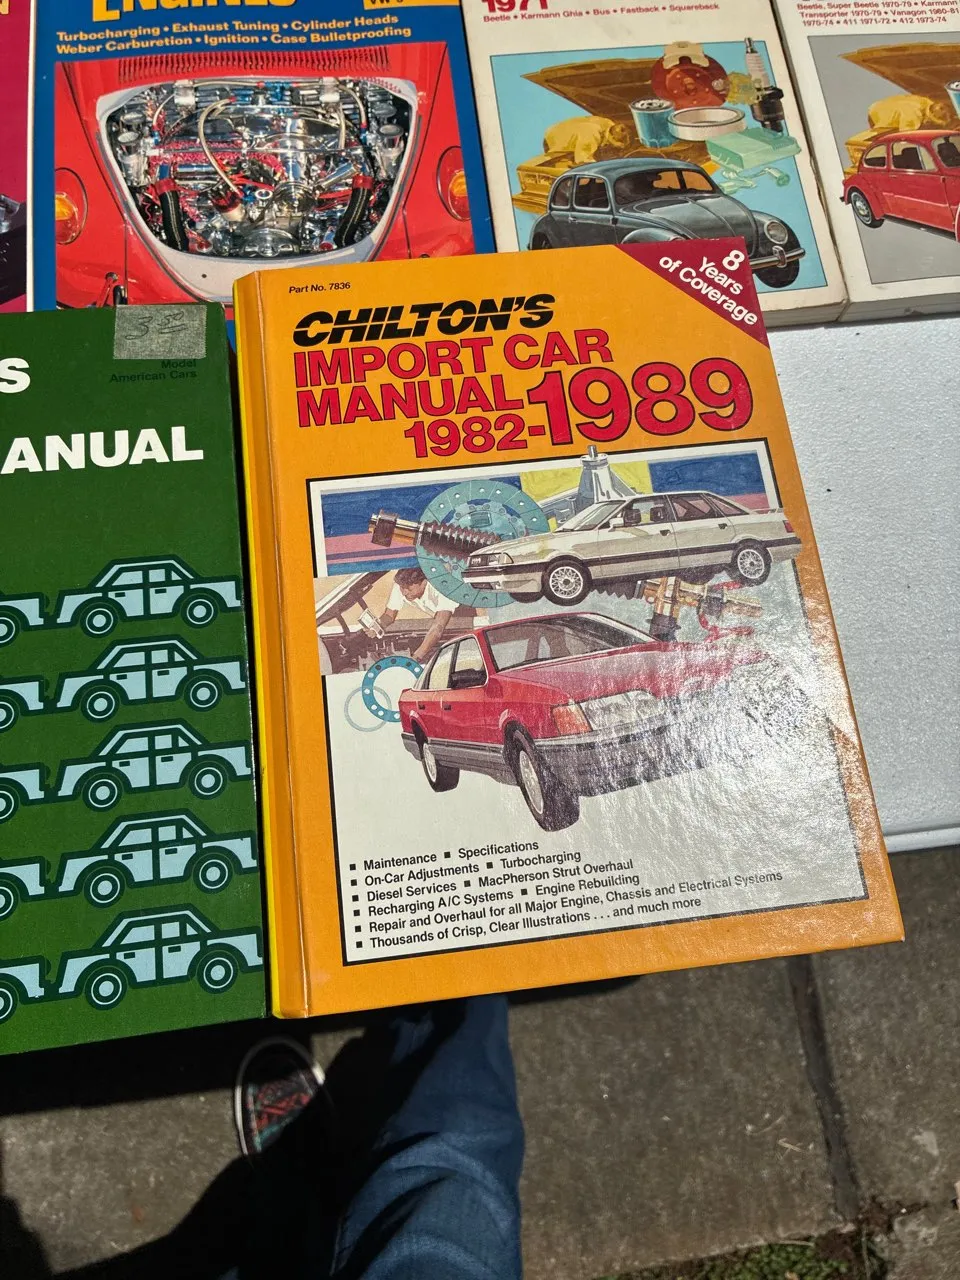 ENGINES
Turbocharging • Exhaust Tuning • Cylinder Heads
Weber Carburetion • Ignition • Case Bulletproofing
1971
Beetle • Karmann Ghia • Bus • Fastback • Squareback
Beetle, Super Beetle 1970-79 • Karmann
Transporter 1970-79 • Vanagon 1980-81
1970-74 • 411 1971-72 • 412 1973-74
S
Model
American Cars
ANUAL
Part No. 7836
8
Years
of Coverage
CHILTON'S
IMPORT CAR
MANUAL
1982-1989
■ Maintenance ■ Specifications
■ On-Car Adjustments ■ Turbocharging
■ Diesel Services ■ MacPherson Strut Overhaul
■ Recharging A/C Systems ■ Engine Rebuilding
■ Repair and Overhaul for all Major Engine, Chassis and Electrical Systems
■ Thousands of Crisp, Clear Illustrations . . . and much more